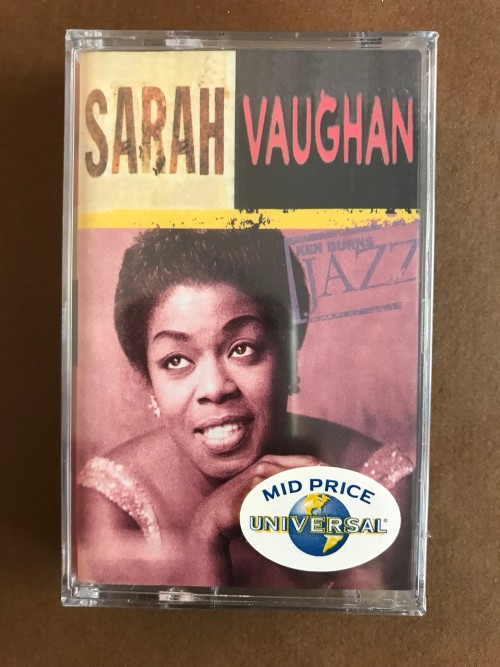 SARAH VAUGHAN
KEN BURNS
JAZZ
MID PRICE
UNIVERSAL